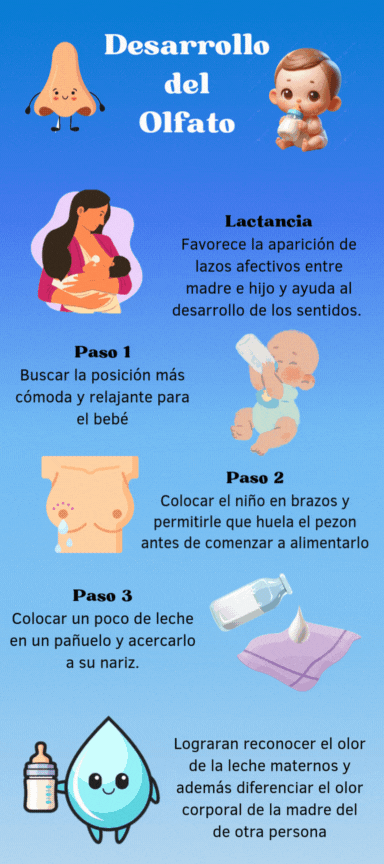 Desarrollo
del
Olfato
Lactancia
Favorece la aparición de
lazos afectivos entre
madre e hijo y ayuda al
desarrollo de los sentidos.
Paso 1
Buscar la posición más
cómoda y relajante para
el bebé
Paso 2
Colocar el niño en brazos y
permitirle que huela el pezon
antes de comenzar a alimentarlo
Paso 3
Colocar un poco de leche
en un pañuelo y acercarlo
a su nariz.
Lograran reconocer el olor
de la leche maternos y
además diferenciar el olor
corporal de la madre del
de otra persona